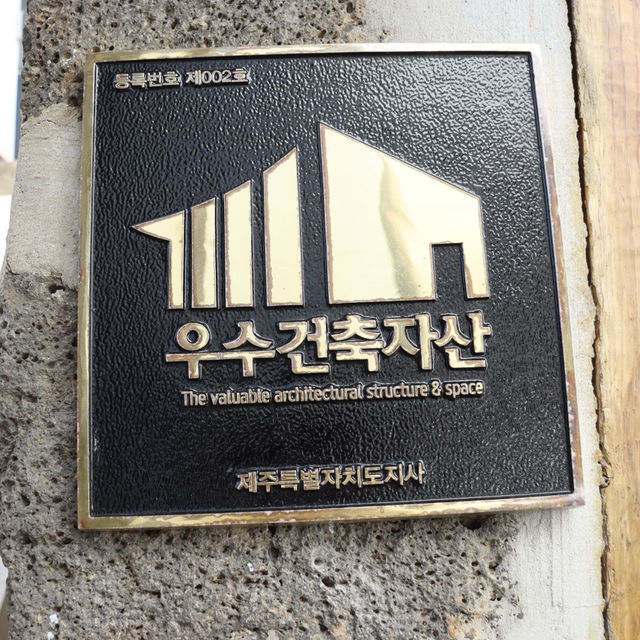 등록번호 제002호
우수건축자산
The valuable architectural structure & space
제주특별자치도지사